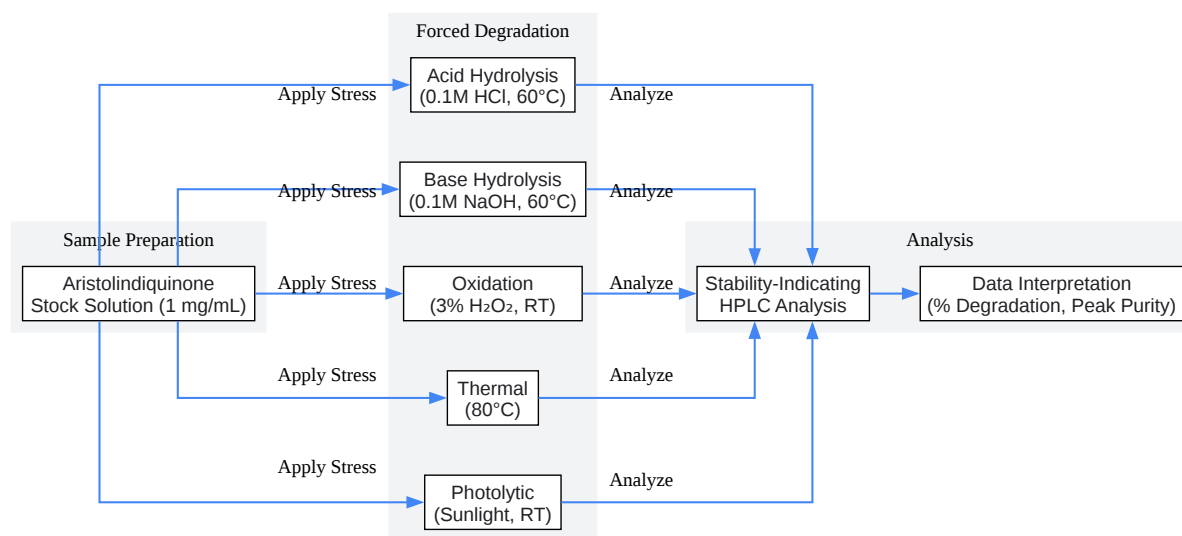 Forced Degradation
Apply Stress
Acid Hydrolysis
(0.1M HCl, 60°C)
Analyze
Apply Stress
Base Hydrolysis
(0.1M NaOH, 60°C)
Analyze
Sample Preparation
Analysis
Aristolindiquinone
Stock Solution (1 mg/mL)
Apply Stress
Oxidation
(3% H₂O₂, RT)
Analyze
Stability-Indicating
HPLC Analysis
Data Interpretation
(% Degradation, Peak Purity)
Apply Stress
Thermal
(80°C)
Analyze
Apply Stress
Photolytic
(Sunlight, RT)
Analyze